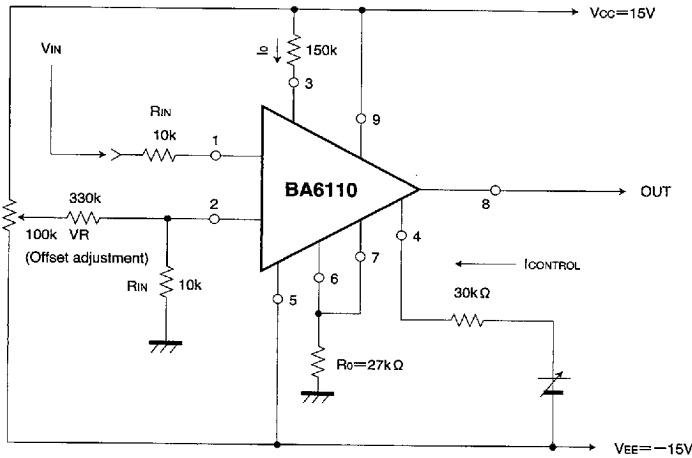 Vcc=15V
VIN
Io
150k
3
RIN
10k
1
9
BA6110
330k
2
8
OUT
100k
VR
(Offset adjustment)
4
7
6
ICONTROL
RIN
10k
5
30kΩ
Ro=27kΩ
VEE=−15V